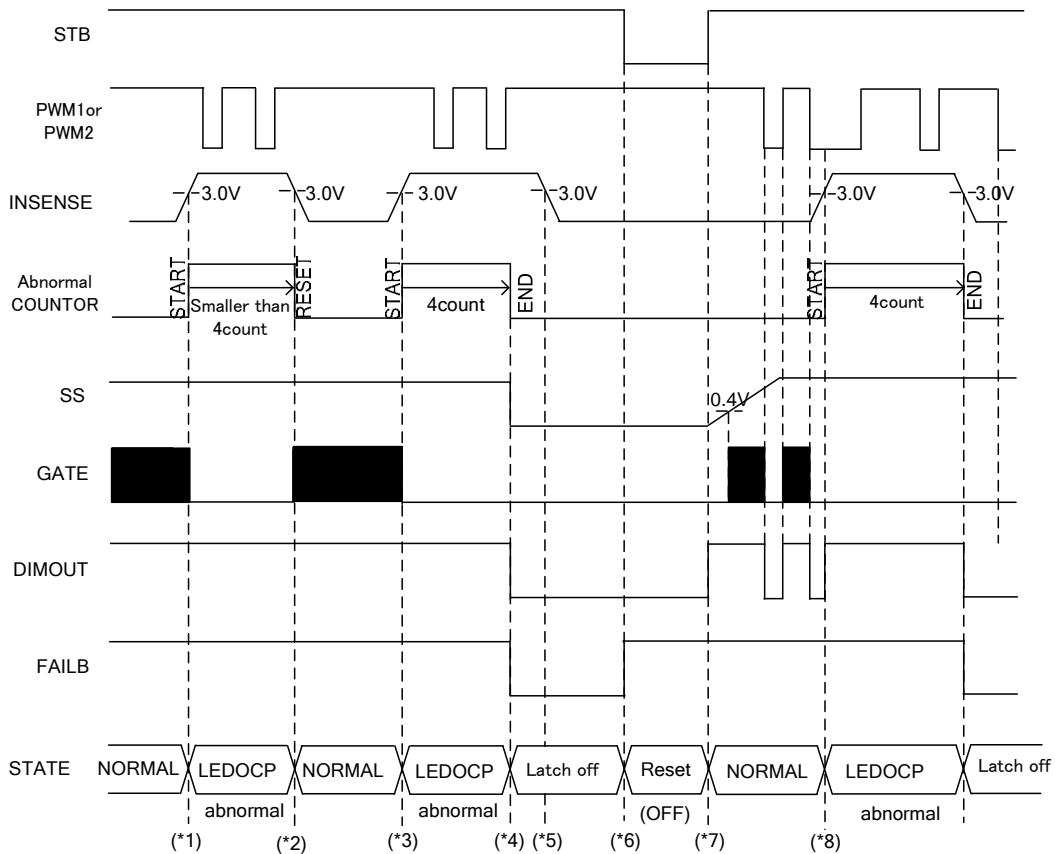 STB
PWM1or
PWM2
INSENSE
3.0V
3.0V
3.0V
3.0V
3.0V
3.0V
Abnormal
COUNTOR
START
Smaller than
4count
RESET
START
4count
END
START
4count
END
SS
0.4V
GATE
DIMOUT
FAILB
STATE
NORMAL
LEDOCP
NORMAL
LEDOCP
Latch off
Reset
NORMAL
LEDOCP
Latch off
abnormal
abnormal
(OFF)
abnormal
(*1)
(*2)
(*3)
(*4)
(*5)
(*6)
(*7)
(*8)